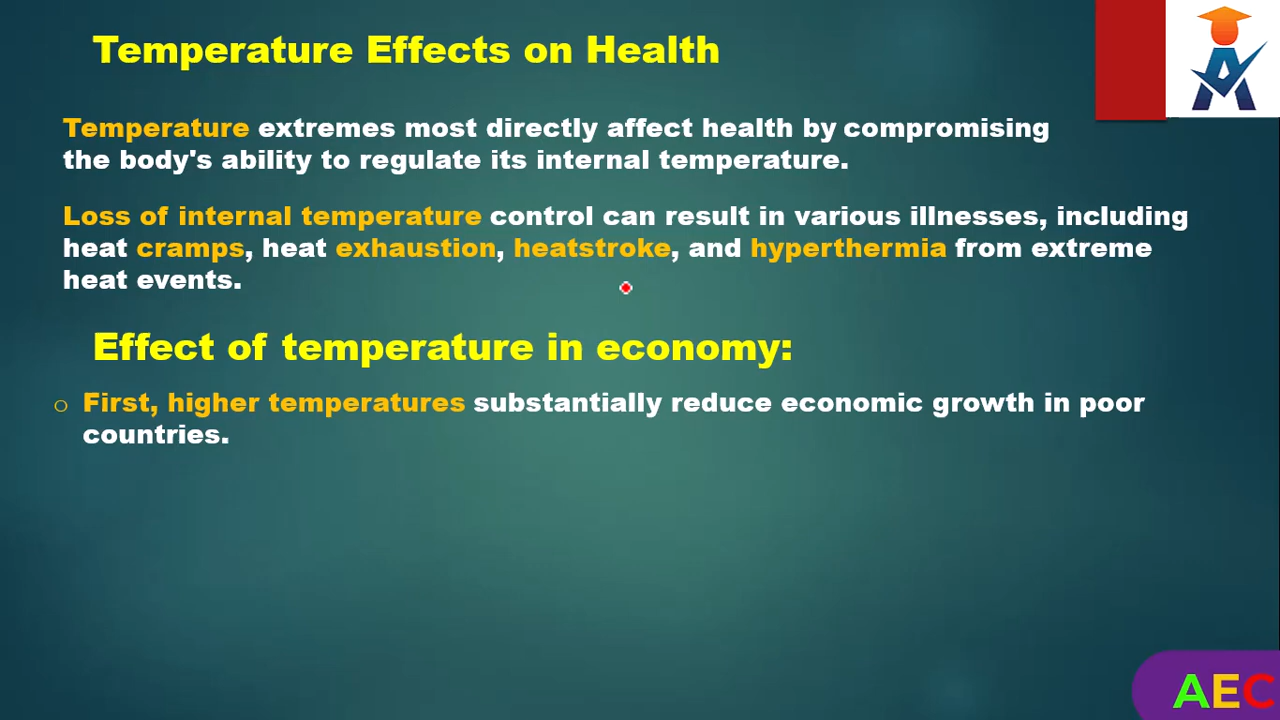 Temperature Effects on Health
Temperature extremes most directly affect health by compromising
the body's ability to regulate its internal temperature.
Loss of internal temperature control can result in various illnesses, including
heat cramps, heat exhaustion, heatstroke, and hyperthermia from extreme
heat events.
Effect of temperature in economy:
o First, higher temperatures substantially reduce economic growth in poor
countries.
AEC